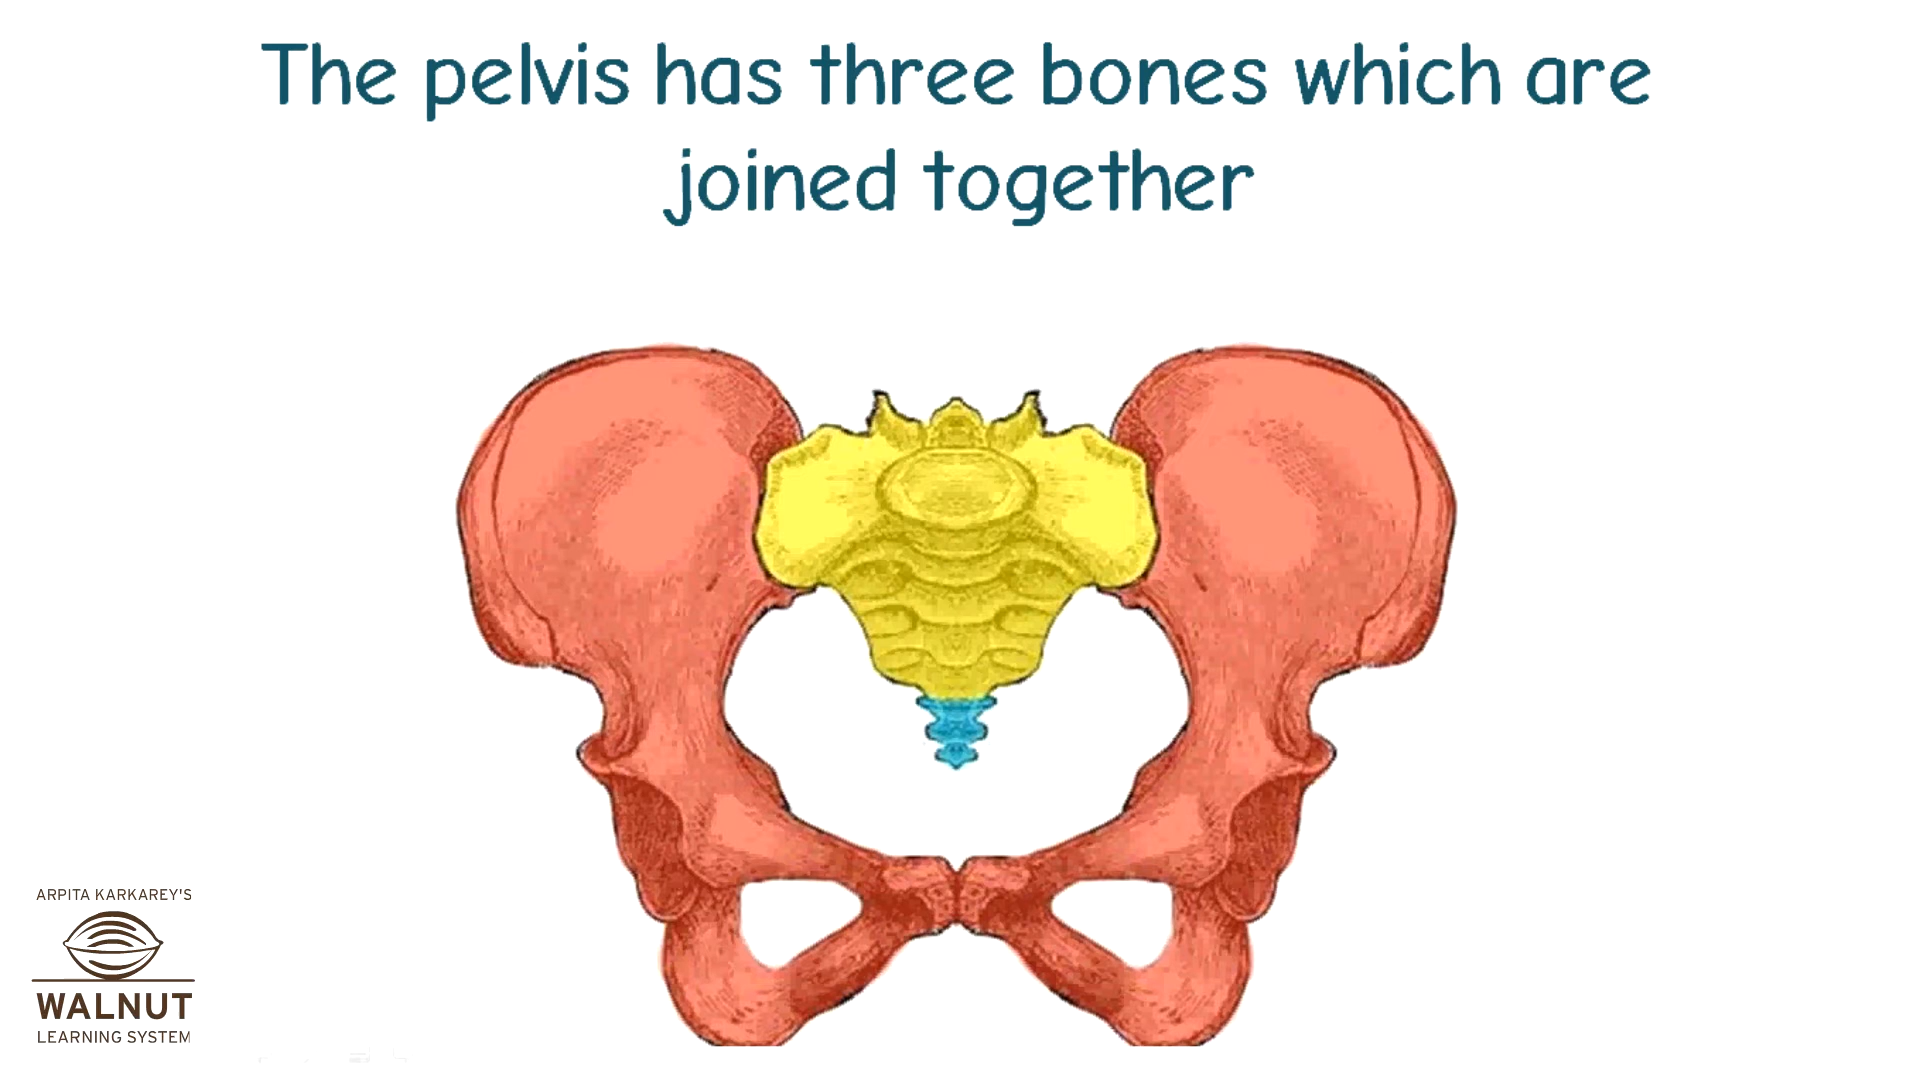 The pelvis has three bones which are
joined together
ARPITA KARKAREY'S
WALNUT
LEARNING SYSTEM